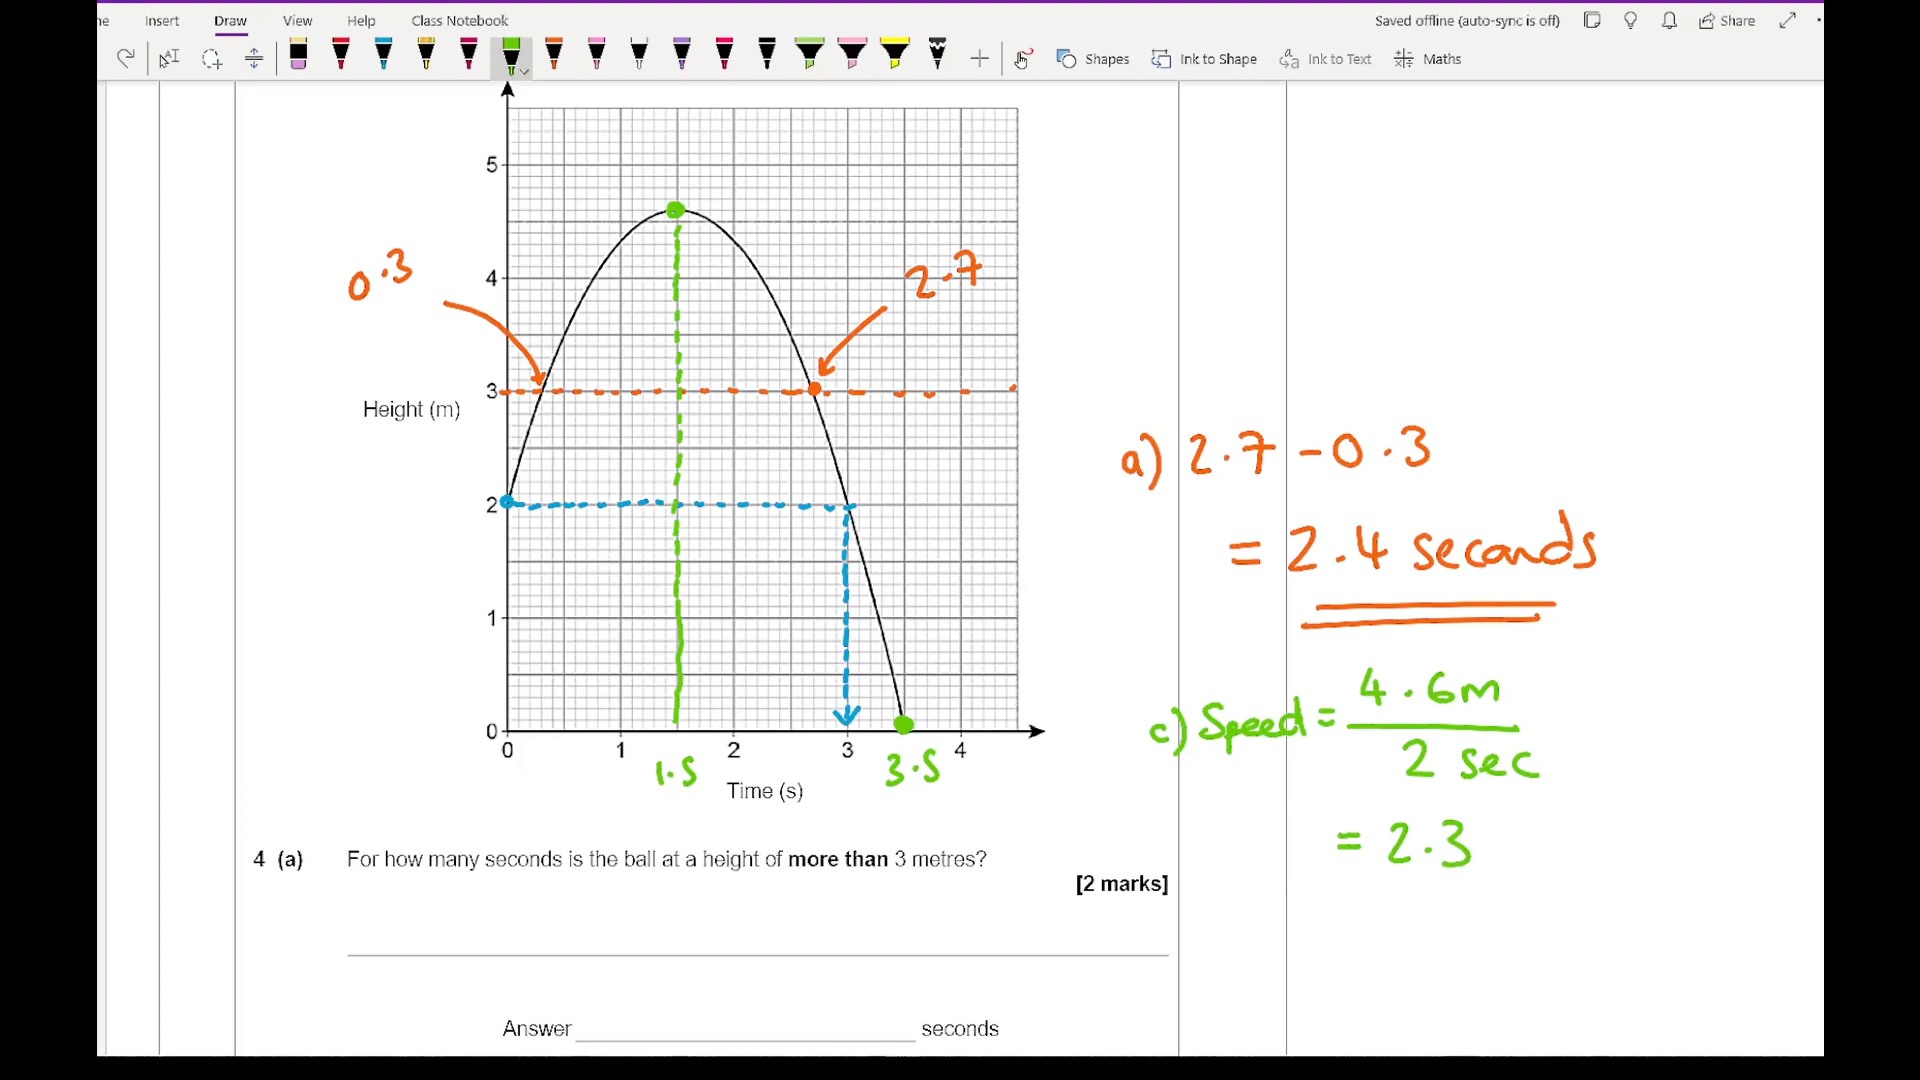 ne Insert Draw View Help Class Notebook Saved offline (auto-sync is off) Share
Shapes Ink to Shape Ink to Text Maths
5
4
3
2
1
0
Height (m)
0 1 2 3 4
Time (s)
0.3
2.7
1.5
3.5
a) 2.7 - 0.3
= 2.4 seconds
c) Speed = 4.6m
2 sec
= 2.3
4 (a) For how many seconds is the ball at a height of more than 3 metres?
[2 marks]
Answer seconds